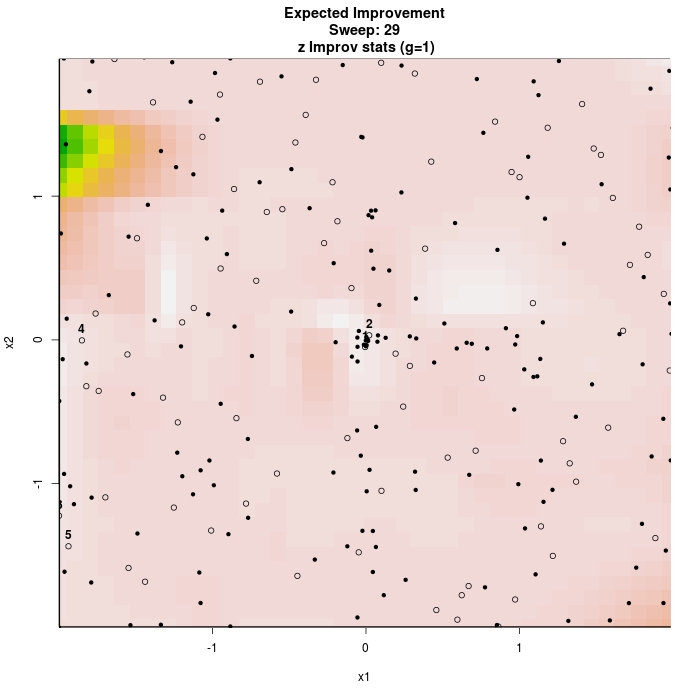 Expected Improvement
Sweep: 29
z Improv stats (g=1)
1
2
0
4
-1
5
x2
-1
0
1
x1